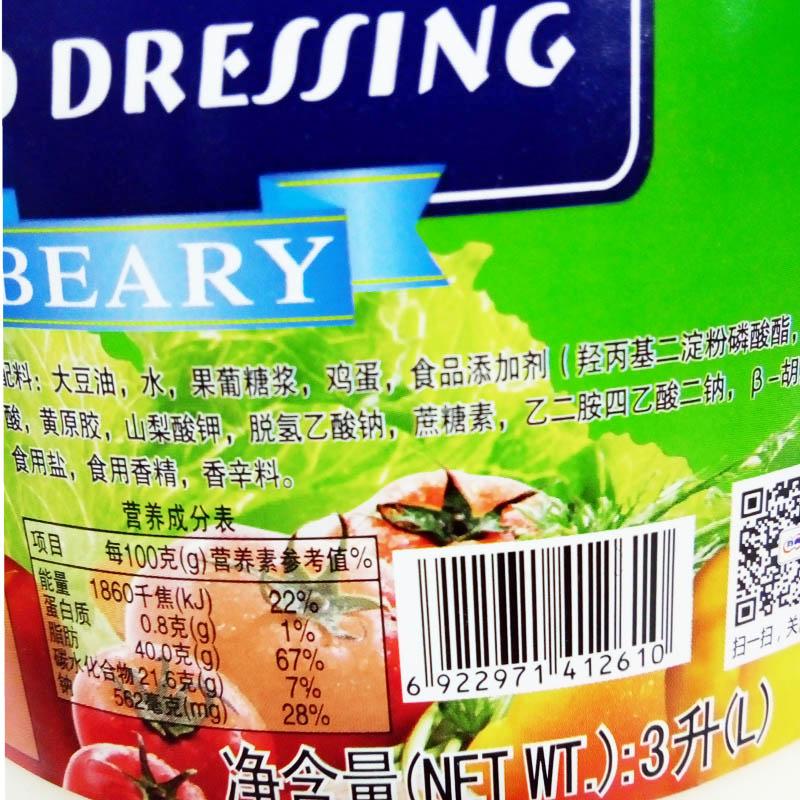 DRESSING
BEARY
配料：大豆油，水，果葡糖浆，鸡蛋，食品添加剂（羟丙基二淀粉磷酸酯，
酸，黄原胶，山梨酸钾，脱氢乙酸钠，蔗糖素，乙二胺四乙酸二钠，β-胡
食用盐，食用香精，香辛料。
营养成分表
项目 每100克(g) 营养素参考值%
能量 1860千焦(kJ) 22%
蛋白质 0.8克(g) 1%
脂肪 40.0克(g) 67%
碳水化合物 21.6克(g) 7%
钠 562毫克(mg) 28%
6 922971 412610
扫一扫，关
净含量(NET WT.):3升(L)